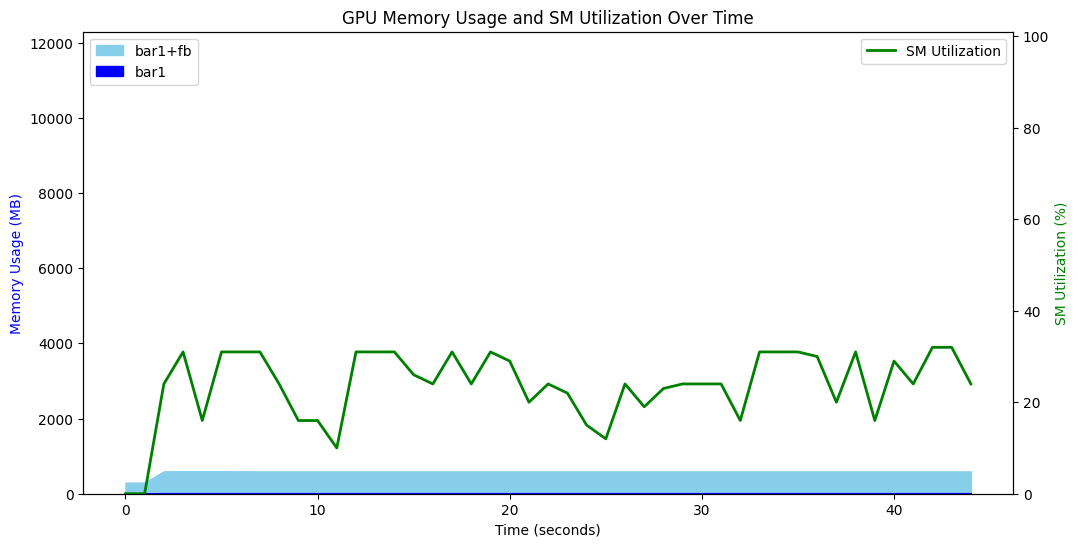 GPU Memory Usage and SM Utilization Over Time
bar1+fb
bar1
SM Utilization
Memory Usage (MB)
12000
10000
8000
6000
4000
2000
0
100
80
60
40
20
0
SM Utilization (%)
0 10 20 30 40
Time (seconds)